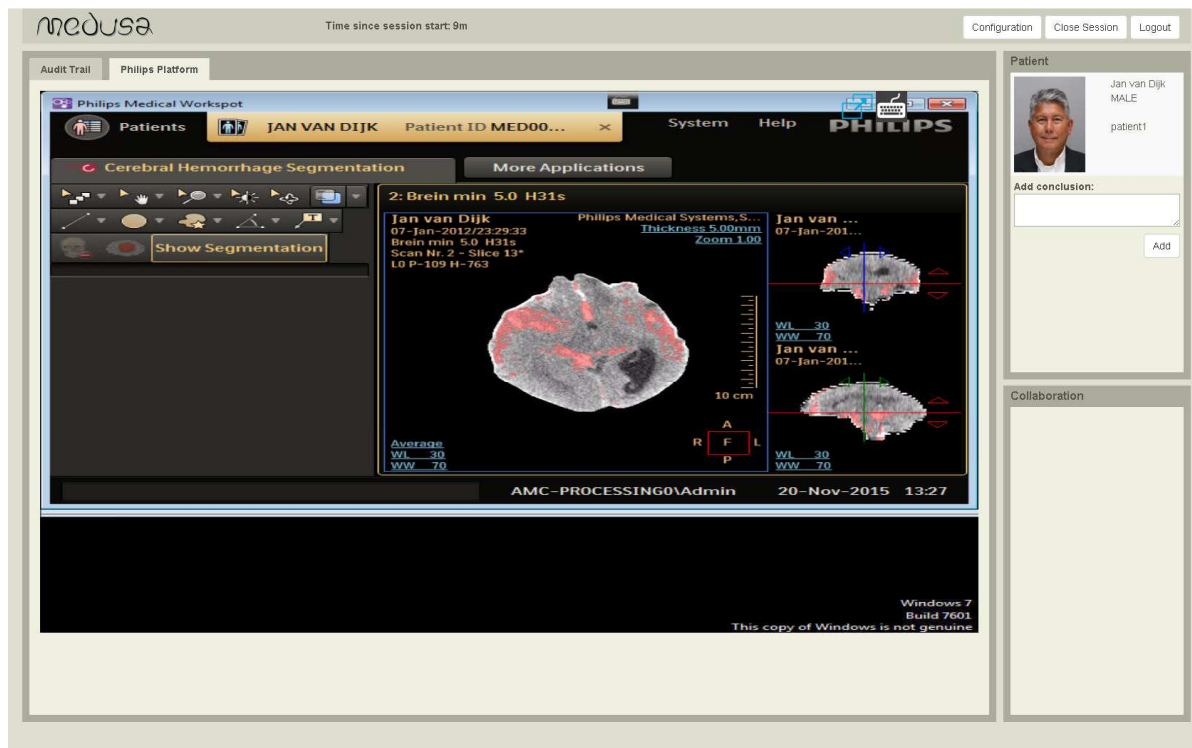 medusa
Time since session start: 9m
Configuration
Close Session
Logout
Audit Trail
Philips Platform
Philips Medical Workspot
Patients
JAN VAN DIJK
Patient ID MED00...
System
Help
PHILIPS
Cerebral Hemorrhage Segmentation
More Applications
Show Segmentation
2: Brein min 5.0 H31s
Jan van Dijk
07-Jan-2012/23:29:33
Brein min 5.0 H31s
Scan Nr. 2 - Slice 13*
L0 P-109 H-763
Philips Medical Systems,S...
Thickness 5.00mm
Zoom 1.00
10 cm
A
R F L
P
Average
WL 30
WW 70
Jan van ...
07-Jan-201...
WL 30
WW 70
Jan van ...
07-Jan-201...
WL 30
WW 70
AMC-PROCESSING0\Admin
20-Nov-2015 13:27
Windows 7
Build 7601
This copy of Windows is not genuine
Patient
Jan van Dijk
MALE
patient1
Add conclusion:
Add
Collaboration